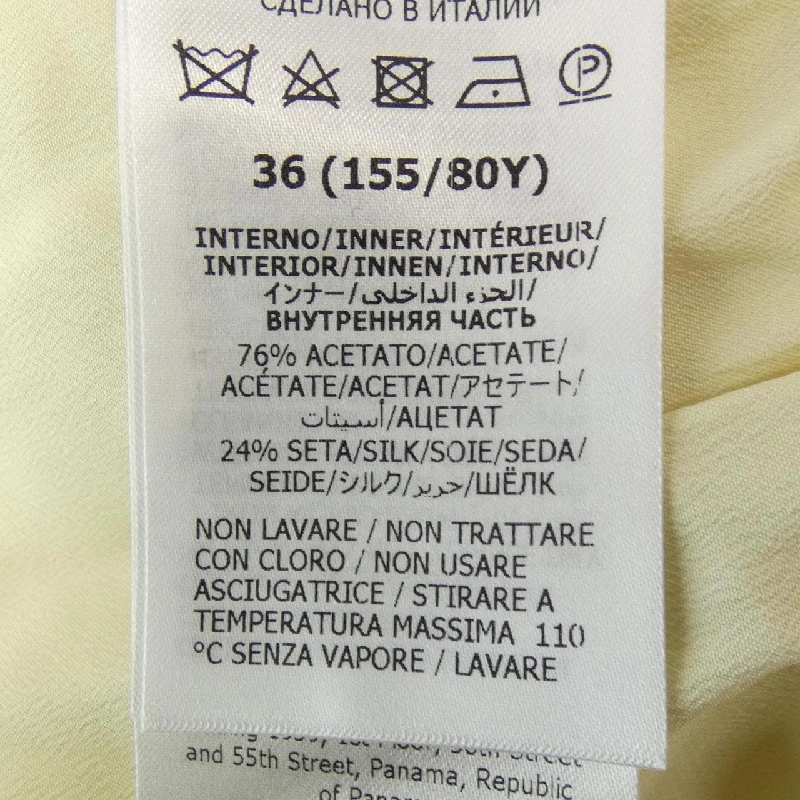 СДЕЛАНО В ИТАЛИИ
P
36 (155/80Y)
INTERNO/INNER/INTÉRIEUR/
INTERIOR/INNEN/INTERNO/
インナー/الجزء الداخلي/
ВНУТРЕННЯЯ ЧАСТЬ
76% ACETATO/ACETATE/
ACÉTATE/ACETAT/アセテート/
أسيتات/АЦЕТАТ
24% SETA/SILK/SOIE/SEDA/
SEIDE/シルク/حرير/ШЁЛК
NON LAVARE / NON TRATTARE
CON CLORO / NON USARE
ASCIUGATRICE / STIRARE A
TEMPERATURA MASSIMA 110
°C SENZA VAPORE / LAVARE
and 55th Street, Panama, Republic
of